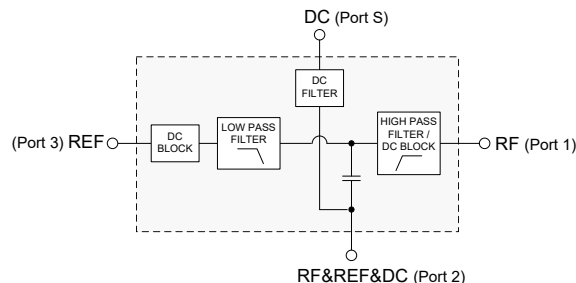 DC (Port S)
DC
FILTER
(Port 3) REF
DC
BLOCK
LOW PASS
FILTER
HIGH PASS
FILTER /
DC BLOCK
RF (Port 1)
RF&REF&DC (Port 2)